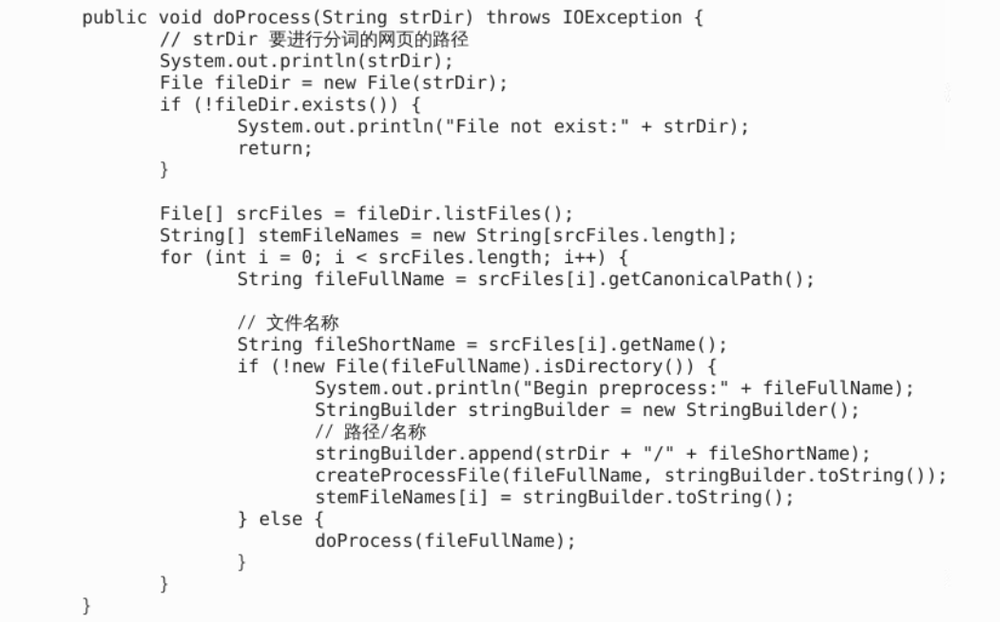 public void doProcess(String strDir) throws IOException {
// strDir 要进行分词的网页的路径
System.out.println(strDir);
File fileDir = new File(strDir);
if (!fileDir.exists()) {
System.out.println("File not exist:" + strDir);
return;
}
File[] srcFiles = fileDir.listFiles();
String[] stemFileNames = new String[srcFiles.length];
for (int i = 0; i < srcFiles.length; i++) {
String fileFullName = srcFiles[i].getCanonicalPath();
// 文件名称
String fileShortName = srcFiles[i].getName();
if (!new File(fileFullName).isDirectory()) {
System.out.println("Begin preprocess:" + fileFullName);
StringBuilder stringBuilder = new StringBuilder();
// 路径/名称
stringBuilder.append(strDir + "/" + fileShortName);
createProcessFile(fileFullName, stringBuilder.toString());
stemFileNames[i] = stringBuilder.toString();
} else {
doProcess(fileFullName);
}
}
}